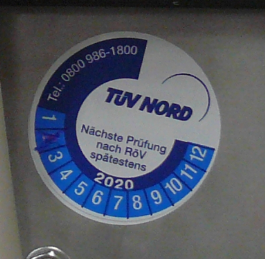 Tel.: 0800 986-1800
TÜV NORD
Nächste Prüfung
nach RöV
spätestens
2020
1 2 3 4 5 6 7 8 9 10 11 12